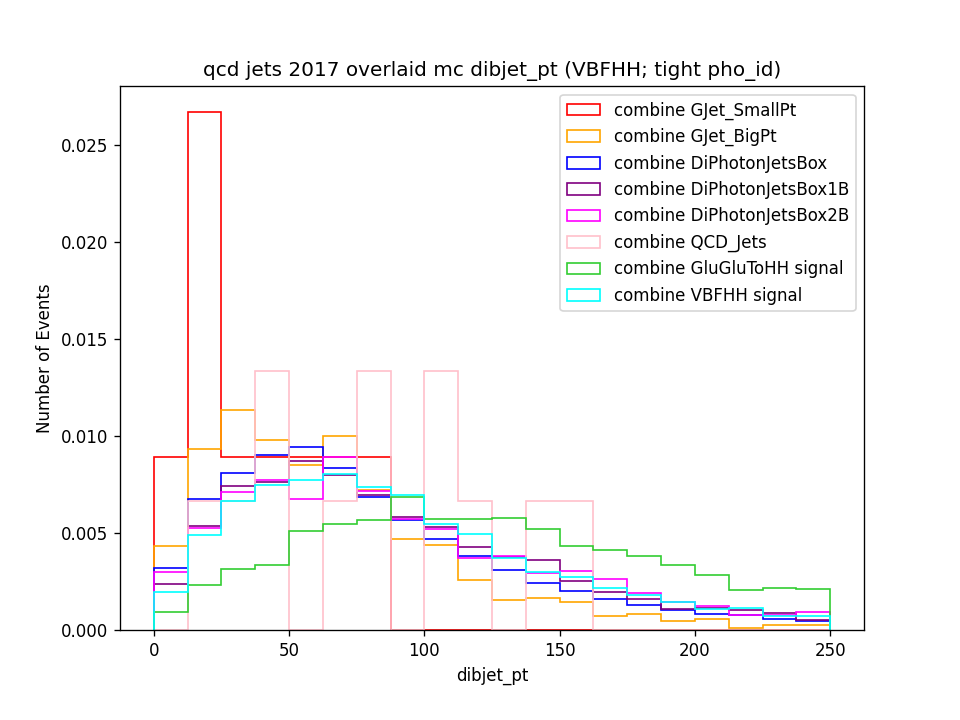 qcd jets 2017 overlaid mc dibjet_pt (VBFHH; tight pho_id)
combine GJet_SmallPt
combine GJet_BigPt
combine DiPhotonJetsBox
combine DiPhotonJetsBox1B
combine DiPhotonJetsBox2B
combine QCD_Jets
combine GluGluToHH signal
combine VBFHH signal
Number of Events
0.025
0.020
0.015
0.010
0.005
0.000
0
50
100
150
200
250
dibjet_pt